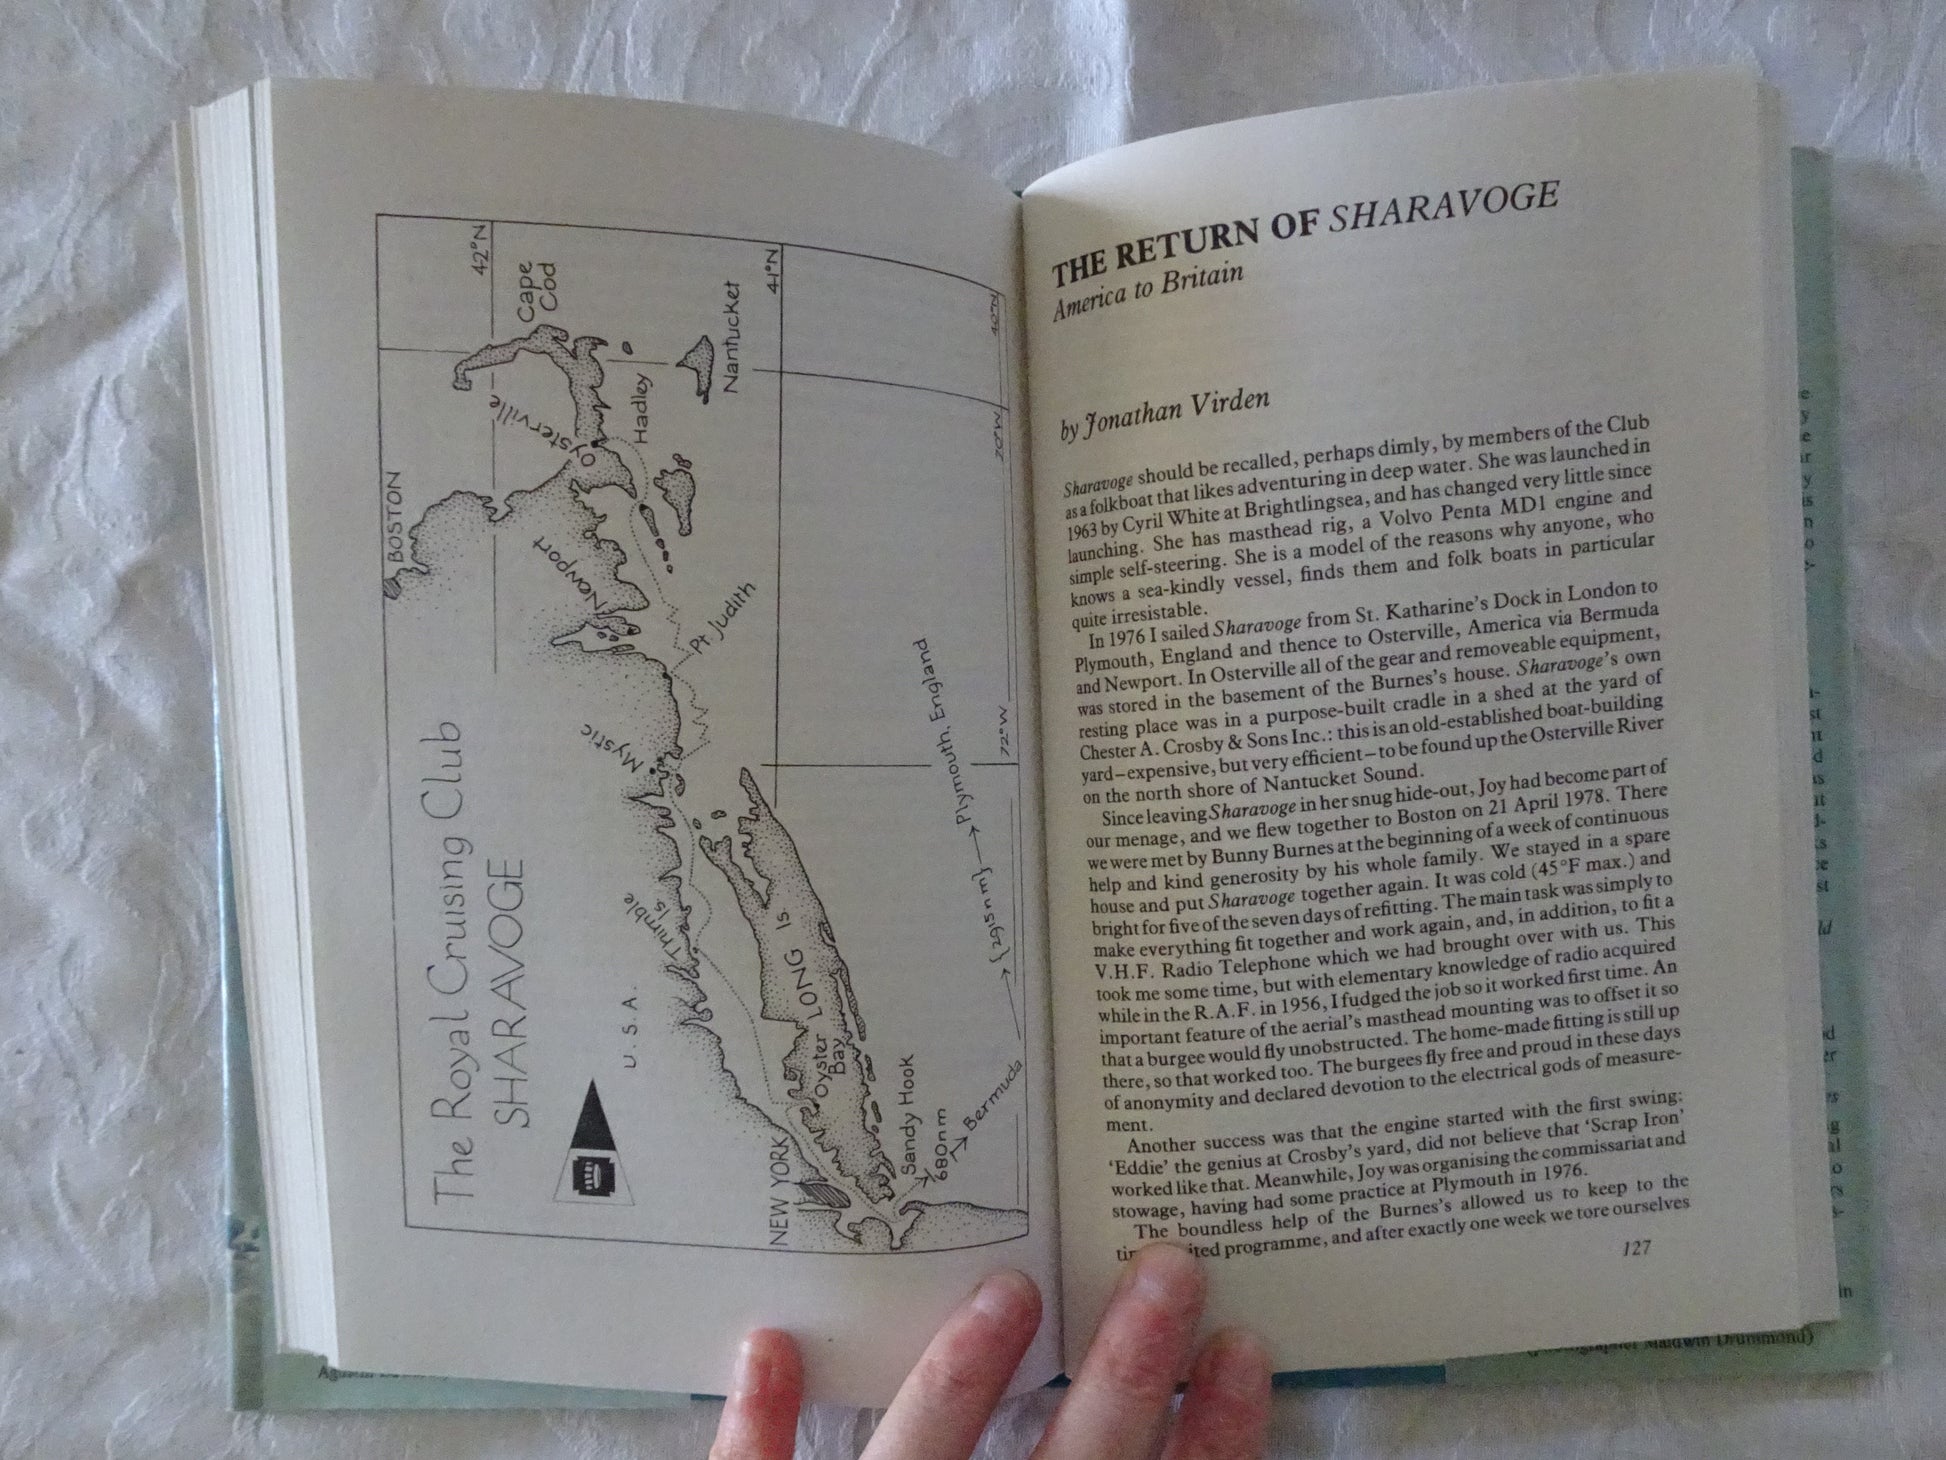 The Royal Cruising Club
SHARAVOGE
BOSTON
42°N
Cape
Cod
Osterville
Hadley
Nantucket
41°N
Newport
Pt. Judith
Mystic
Thimble
Is.
U.S.A.
LONG Is.
Oyster
Bay
NEW YORK
Sandy Hook
680nm
Bermuda
{2915nm}
Plymouth, England
72°W
70°W
THE RETURN OF SHARAVOGE
America to Britain
by Jonathan Virden
Sharavoge should be recalled, perhaps dimly, by members of the Club
as a folkboat that likes adventuring in deep water. She was launched in
1963 by Cyril White at Brightlingsea, and has changed very little since
launching. She has masthead rig, a Volvo Penta MD1 engine and
simple self-steering. She is a model of the reasons why anyone, who
knows a sea-kindly vessel, finds them and folk boats in particular
quite irresistable.
In 1976 I sailed Sharavoge from St. Katharine's Dock in London to
Plymouth, England and thence to Osterville, America via Bermuda
and Newport. In Osterville all of the gear and removeable equipment,
was stored in the basement of the Burnes's house. Sharavoge's own
resting place was in a purpose-built cradle in a shed at the yard of
Chester A. Crosby & Sons Inc.: this is an old-established boat-building
yard–expensive, but very efficient–to be found up the Osterville River
on the north shore of Nantucket Sound.
Since leaving Sharavoge in her snug hide-out, Joy had become part of
our menage, and we flew together to Boston on 21 April 1978. There
we were met by Bunny Burnes at the beginning of a week of continuous
help and kind generosity by his whole family. We stayed in a spare
house and put Sharavoge together again. It was cold (45°F max.) and
bright for five of the seven days of refitting. The main task was simply to
make everything fit together and work again, and, in addition, to fit a
V.H.F. Radio Telephone which we had brought over with us. This
took me some time, but with elementary knowledge of radio acquired
while in the R.A.F. in 1956, I fudged the job so it worked first time. An
important feature of the aerial's masthead mounting was to offset it so
that a burgee would fly unobstructed. The home-made fitting is still up
there, so that worked too. The burgees fly free and proud in these days
of anonymity and declared devotion to the electrical gods of measure-
ment.
Another success was that the engine started with the first swing:
'Eddie' the genius at Crosby's yard, did not believe that 'Scrap Iron'
worked like that. Meanwhile, Joy was organising the commissariat and
stowage, having had some practice at Plymouth in 1976.
The boundless help of the Burnes's allowed us to keep to the
programme, and after exactly one week we tore ourselves
127
Maldwin Drummond)